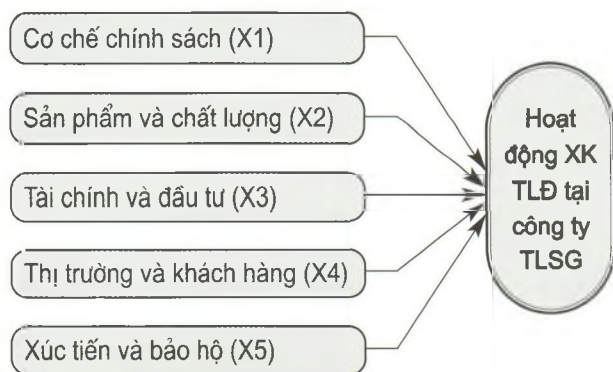 Cơ chế chính sách (X1)
Sản phẩm và chất lượng (X2)
Tài chính và đầu tư (X3)
Thị trường và khách hàng (X4)
Xúc tiến và bảo hộ (X5)
Hoạt
động XK
TLĐ tại
công ty
TLSG